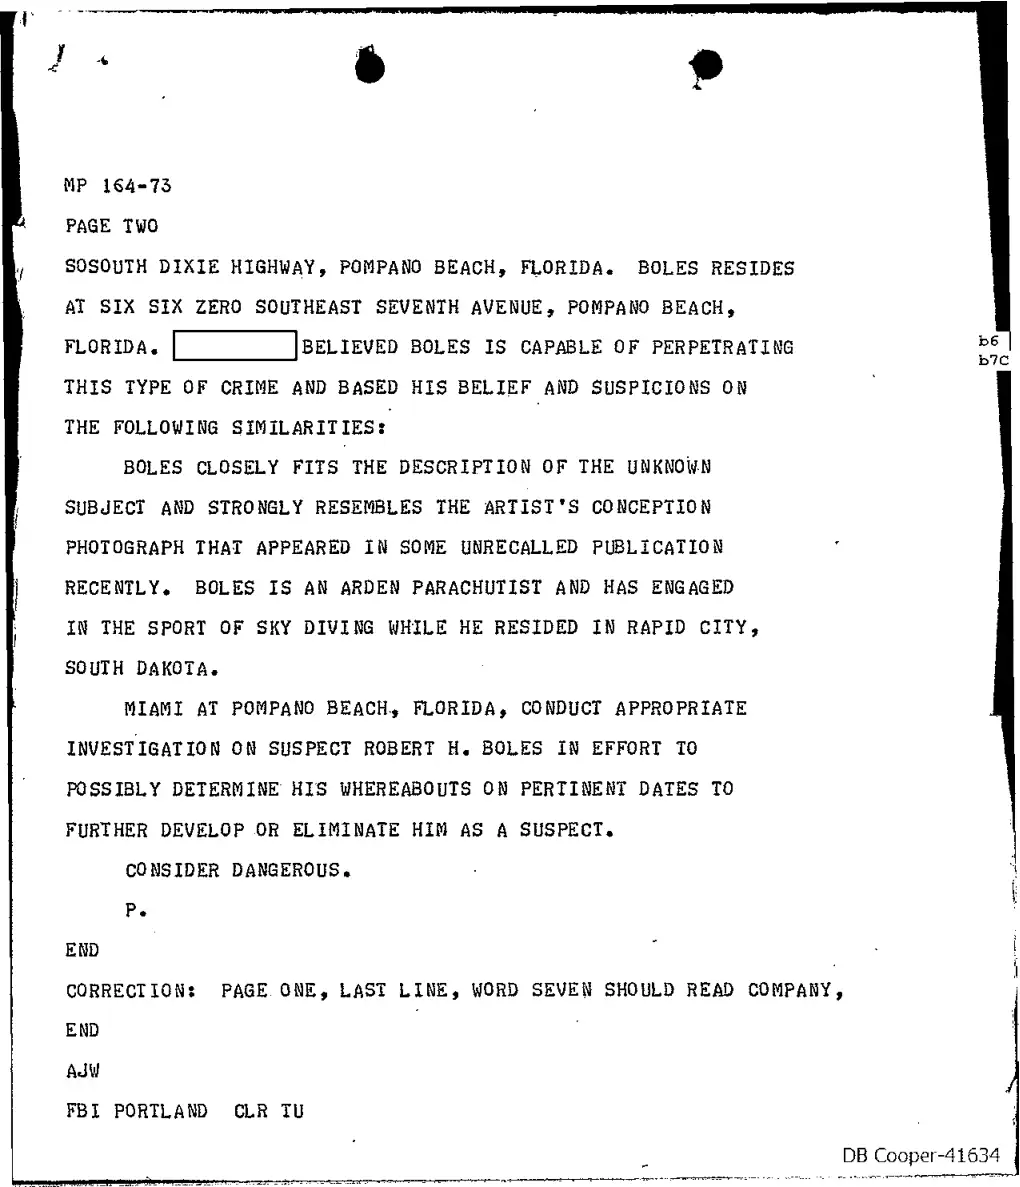 MP 164-73
PAGE TWO
SOSOUTH DIXIE HIGHWAY, POMPANO BEACH, FLORIDA. BOLES RESIDES
AT SIX SIX ZERO SOUTHEAST SEVENTH AVENUE, POMPANO BEACH,
FLORIDA. BELIEVED BOLES IS CAPABLE OF PERPETRATING
b6
b7C
THIS TYPE OF CRIME AND BASED HIS BELIEF AND SUSPICIONS ON
THE FOLLOWING SIMILARITIES:
BOLES CLOSELY FITS THE DESCRIPTION OF THE UNKNOWN
SUBJECT AND STRONGLY RESEMBLES THE ARTIST'S CONCEPTION
PHOTOGRAPH THAT APPEARED IN SOME UNRECALLED PUBLICATION
RECENTLY. BOLES IS AN ARDEN PARACHUTIST AND HAS ENGAGED
IN THE SPORT OF SKY DIVING WHILE HE RESIDED IN RAPID CITY,
SOUTH DAKOTA.
MIAMI AT POMPANO BEACH, FLORIDA, CONDUCT APPROPRIATE
INVESTIGATION ON SUSPECT ROBERT H. BOLES IN EFFORT TO
POSSIBLY DETERMINE HIS WHEREABOUTS ON PERTINENT DATES TO
FURTHER DEVELOP OR ELIMINATE HIM AS A SUSPECT.
CONSIDER DANGEROUS.
P.
END
CORRECTION: PAGE ONE, LAST LINE, WORD SEVEN SHOULD READ COMPANY,
END
AJW
FBI PORTLAND CLR TU
DB Cooper-41634